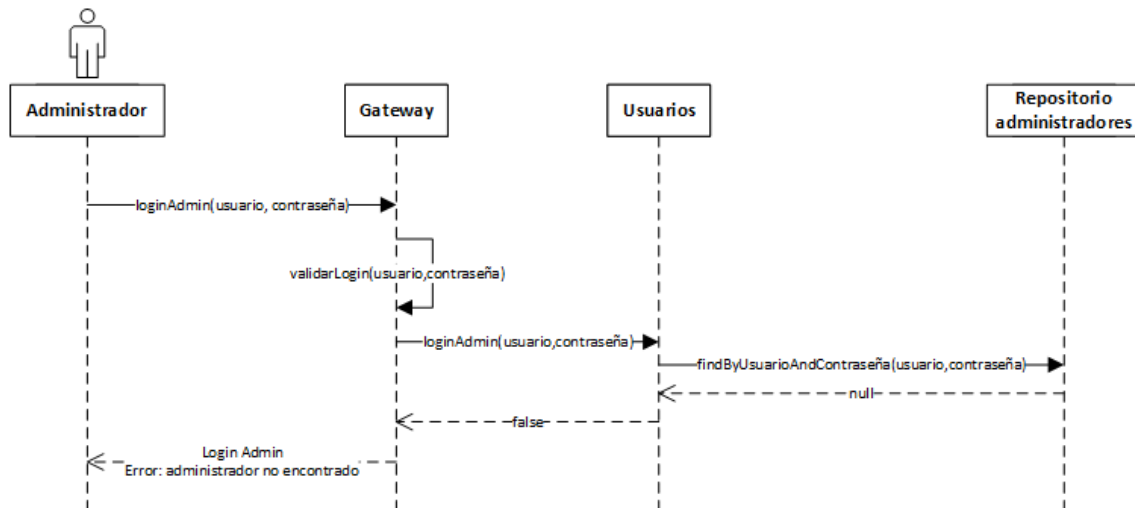 Administrador
Gateway
Usuarios
Repositorio
administradores
loginAdmin(usuario, contraseña)
validarLogin(usuario,contraseña)
loginAdmin(usuario,contraseña)
findByUsuarioAndContraseña(usuario,contraseña)
null
false
Login Admin
Error: administrador no encontrado